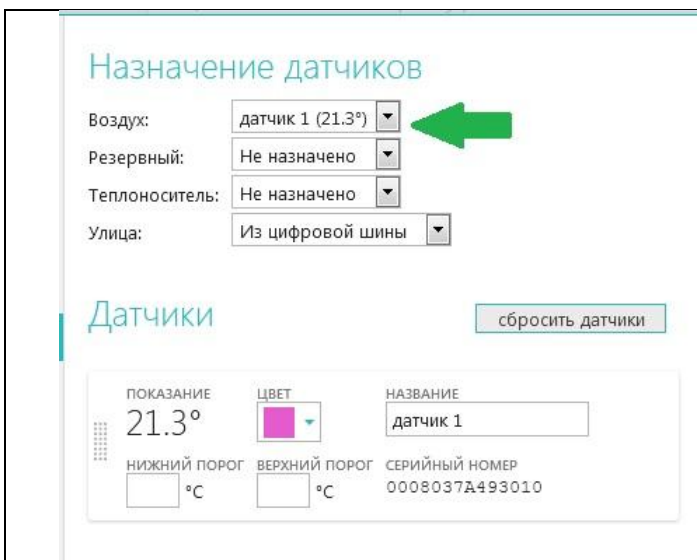 Назначение датчиков
Воздух: датчик 1 (21.3°)
Резервный: Не назначено
Теплоноситель: Не назначено
Улица: Из цифровой шины
Датчики сбросить датчики
ПОКАЗАНИЕ ЦВЕТ НАЗВАНИЕ
21.3° датчик 1
НИЖНИЙ ПОРОГ ВЕРХНИЙ ПОРОГ СЕРИЙНЫЙ НОМЕР
°C °C 0008037A493010